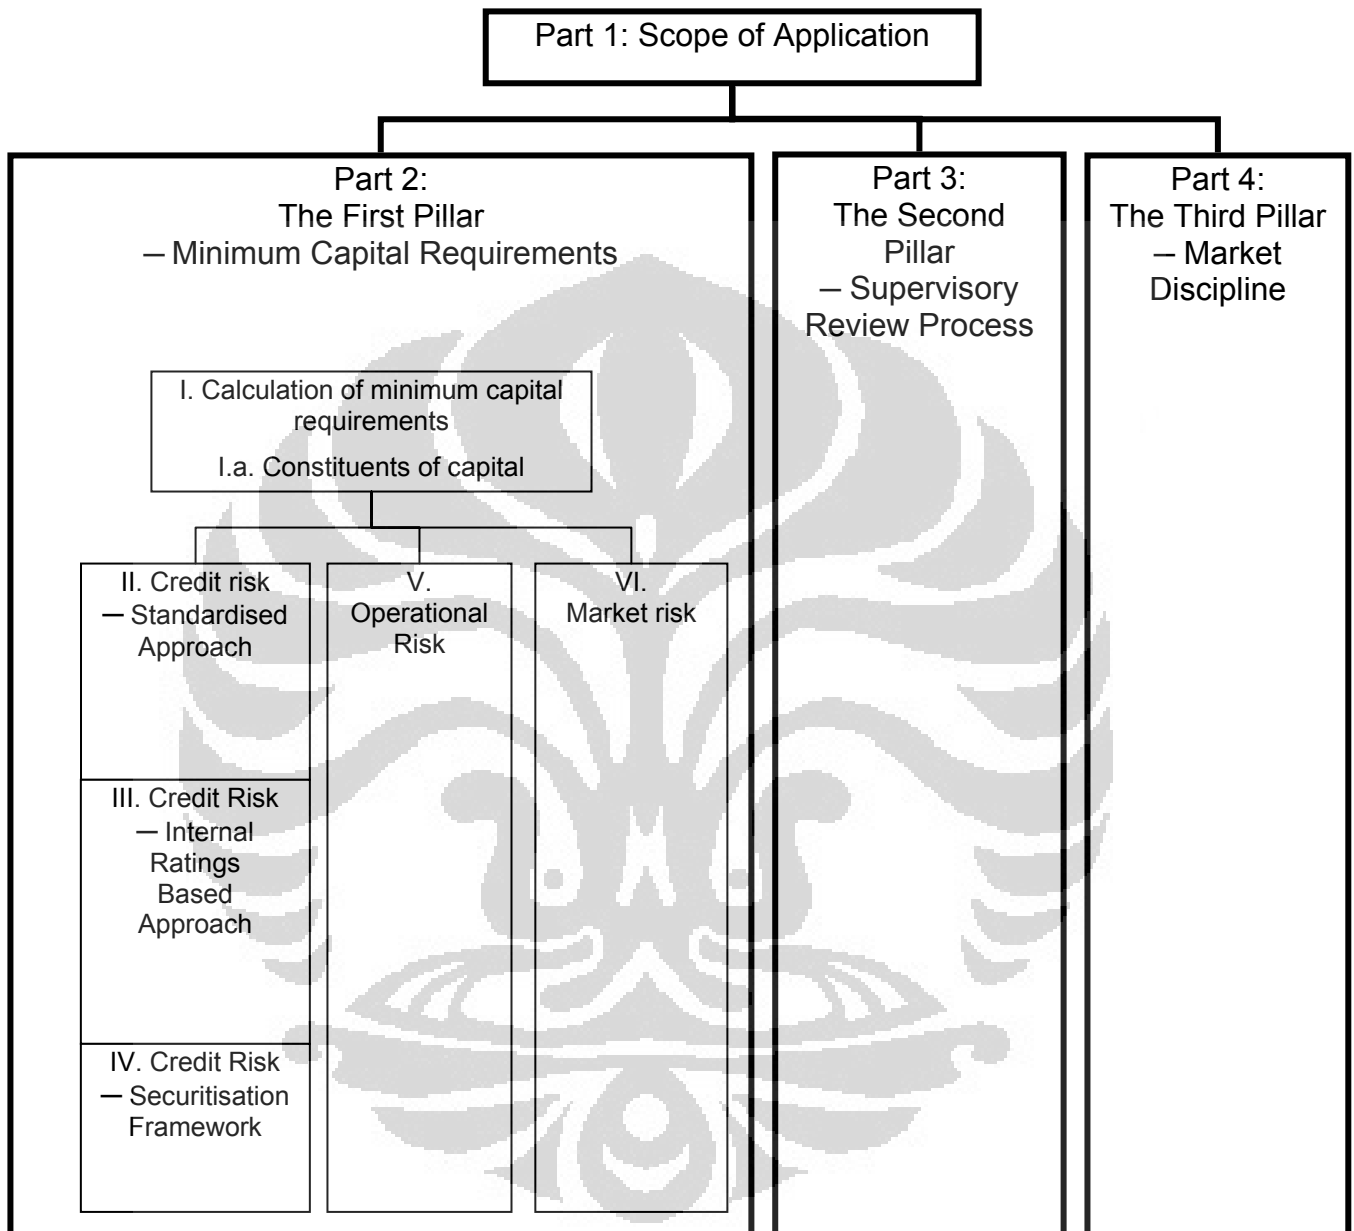 Part 1: Scope of Application
Part 2:
The First Pillar
— Minimum Capital Requirements
Part 3:
The Second
Pillar
— Supervisory
Review Process
Part 4:
The Third Pillar
— Market
Discipline
I. Calculation of minimum capital
requirements
I.a. Constituents of capital
II. Credit risk
— Standardised
Approach
III. Credit Risk
— Internal
Ratings
Based
Approach
IV. Credit Risk
— Securitisation
Framework
V.
Operational
Risk
VI.
Market risk